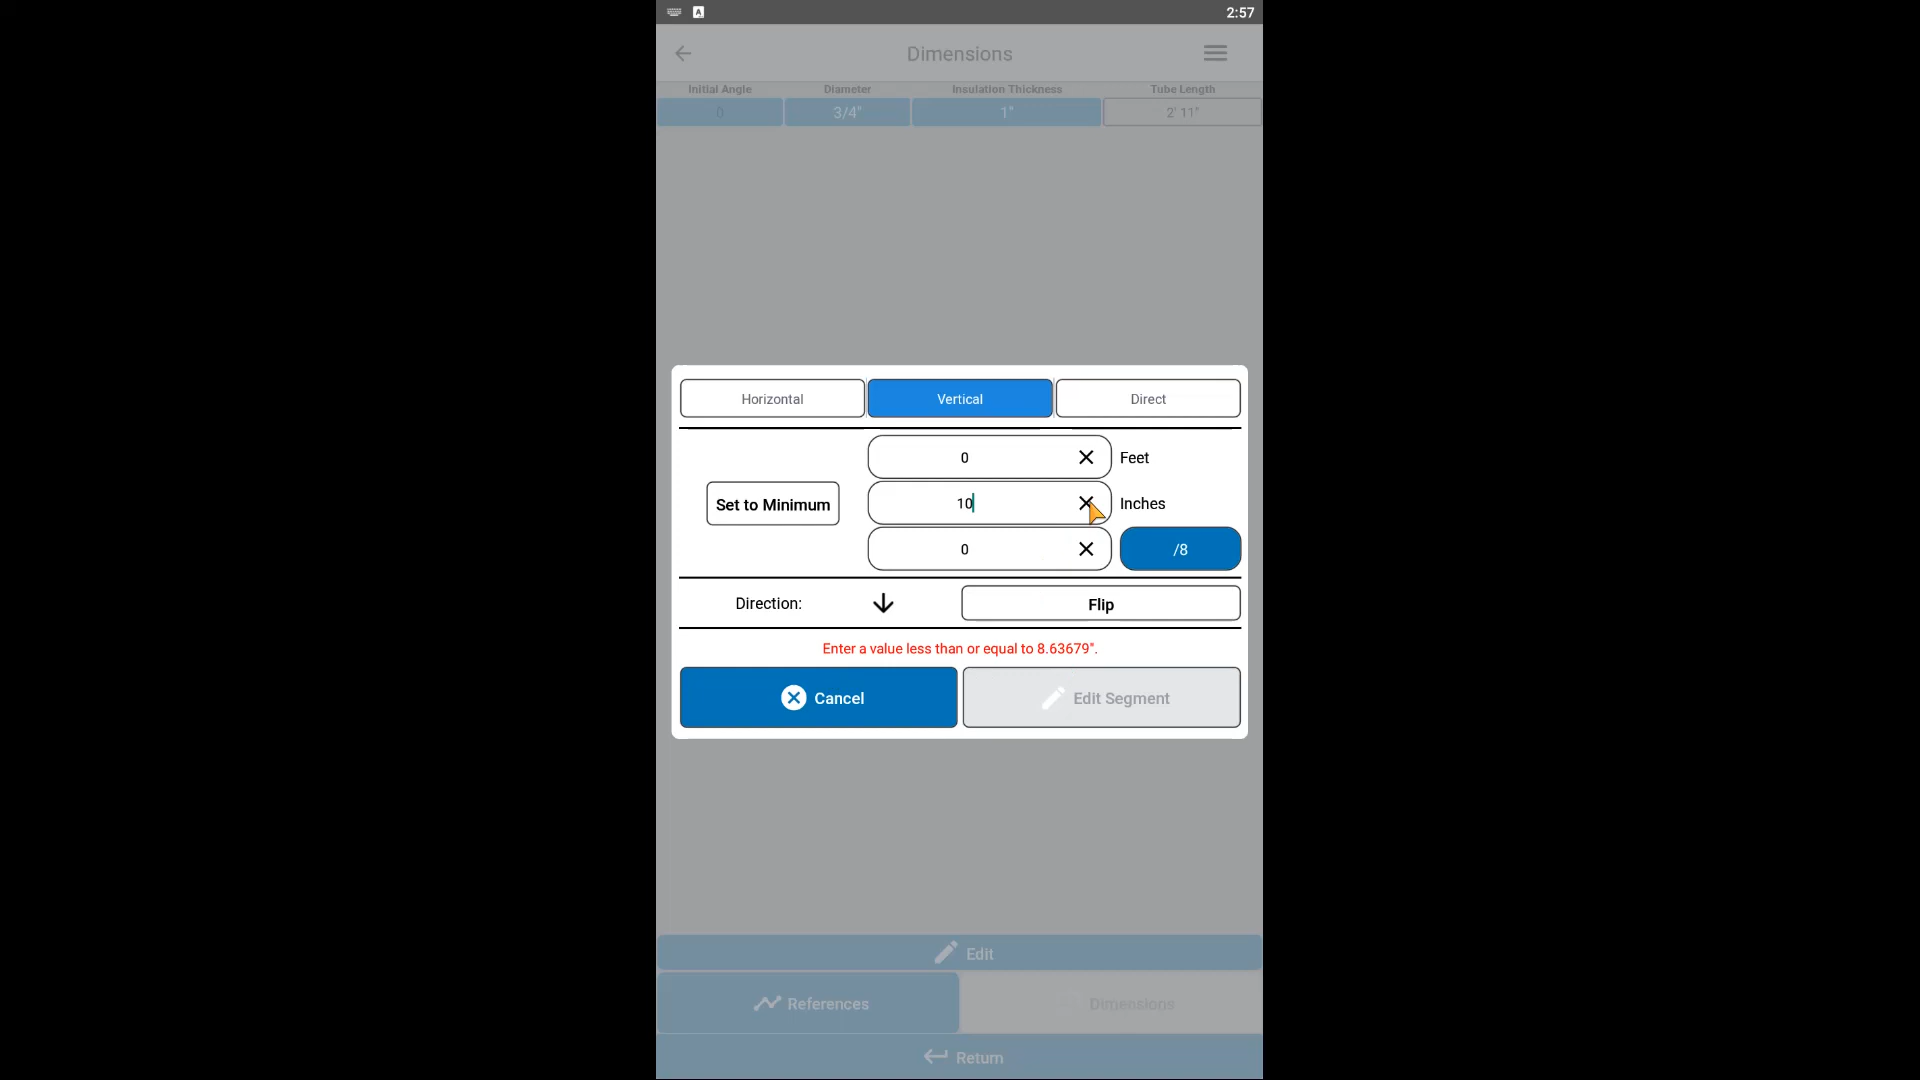 A 2:57
Dimensions
Initial Angle Diameter Insulation Thickness Tube Length
0 3/4" 1" 2' 11"
Horizontal Vertical Direct
0 Feet
Set to Minimum 10 Inches
0 /8
Direction: Flip
Enter a value less than or equal to 8.63679".
Cancel Edit Segment
Edit
References Dimensions
Return